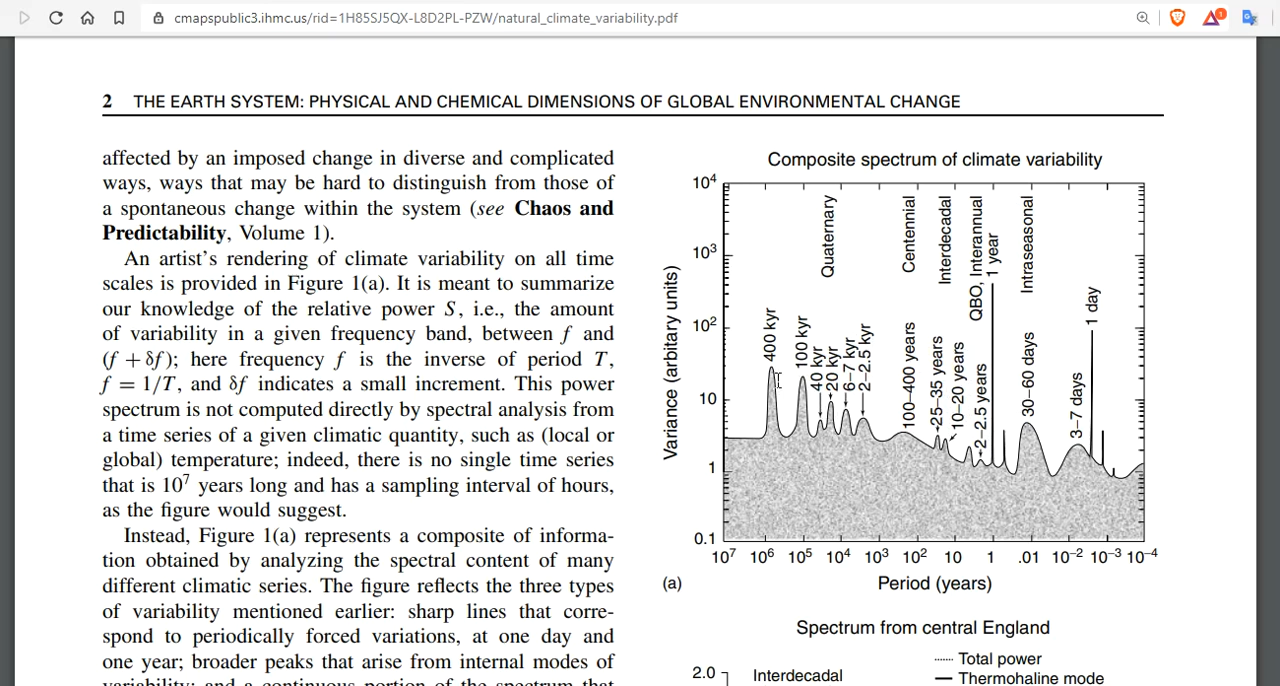 cmapspublic3.ihmc.us/rid=1H85SJ5QX-L8D2PL-PZW/natural_climate_variability.pdf
1
2 THE EARTH SYSTEM: PHYSICAL AND CHEMICAL DIMENSIONS OF GLOBAL ENVIRONMENTAL CHANGE
affected by an imposed change in diverse and complicated
ways, ways that may be hard to distinguish from those of
a spontaneous change within the system (see Chaos and
Predictability, Volume 1).
An artist's rendering of climate variability on all time
scales is provided in Figure 1(a). It is meant to summarize
our knowledge of the relative power S, i.e., the amount
of variability in a given frequency band, between f and
(f + δf); here frequency f is the inverse of period T,
f = 1/T, and δf indicates a small increment. This power
spectrum is not computed directly by spectral analysis from
a time series of a given climatic quantity, such as (local or
global) temperature; indeed, there is no single time series
that is 10⁷ years long and has a sampling interval of hours,
as the figure would suggest.
Instead, Figure 1(a) represents a composite of informa-
tion obtained by analyzing the spectral content of many
different climatic series. The figure reflects the three types
of variability mentioned earlier: sharp lines that corre-
spond to periodically forced variations, at one day and
one year; broader peaks that arise from internal modes of
variability; and a continuous portion of the spectrum that
Composite spectrum of climate variability
Variance (arbitary units)
10⁴
10³
10²
10
1
0.1
Quaternary
Centennial
Interdecadal
QBO, Interannual
1 year
Intraseasonal
400 kyr
100 kyr
40 kyr
20 kyr
6–7 kyr
2–2.5 kyr
100–400 years
~25–35 years
10–20 years
2–2.5 years
30–60 days
3–7 days
1 day
10⁷ 10⁶ 10⁵ 10⁴ 10³ 10² 10 1 .01 10⁻² 10⁻³ 10⁻⁴
(a)
Period (years)
Spectrum from central England
2.0
Interdecadal
Total power
Thermohaline mode